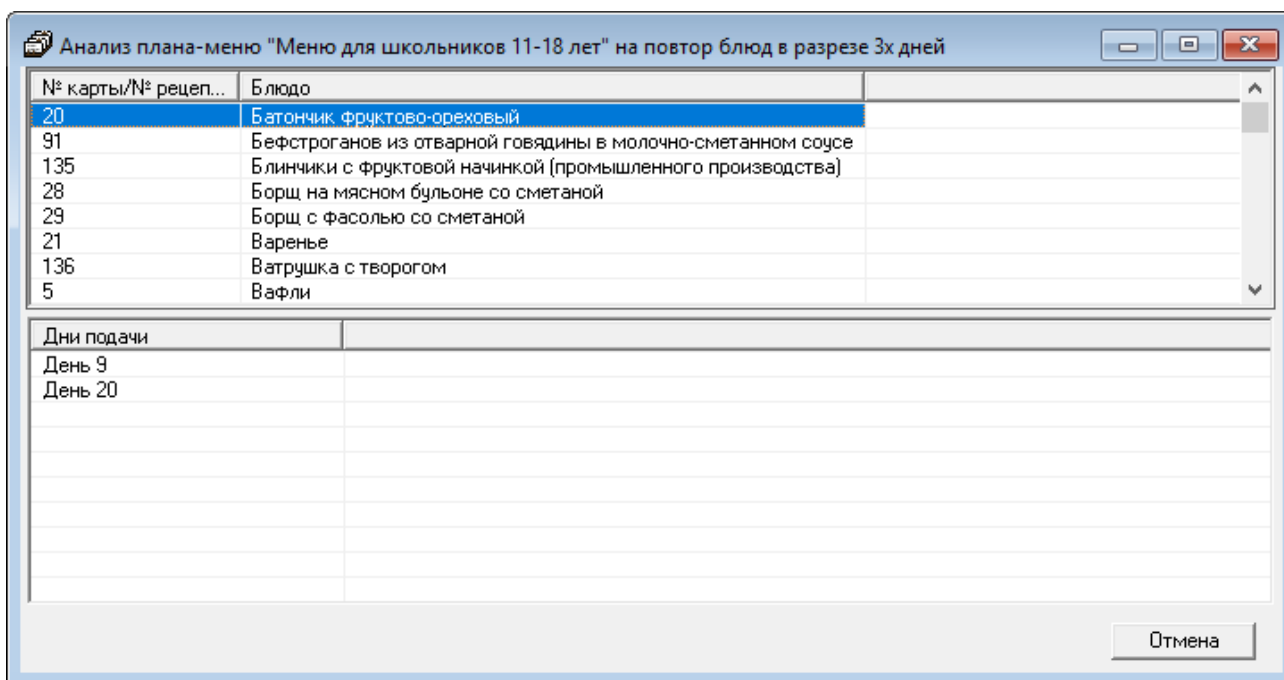 Анализ плана-меню "Меню для школьников 11-18 лет" на повтор блюд в разрезе 3х дней
№ карты/№ рецеп... Блюдо
20 Батончик фруктово-ореховый
91 Бефстроганов из отварной говядины в молочно-сметанном соусе
135 Блинчики с фруктовой начинкой (промышленного производства)
28 Борщ на мясном бульоне со сметаной
29 Борщ с фасолью со сметаной
21 Варенье
136 Ватрушка с творогом
5 Вафли
Дни подачи
День 9
День 20
Отмена